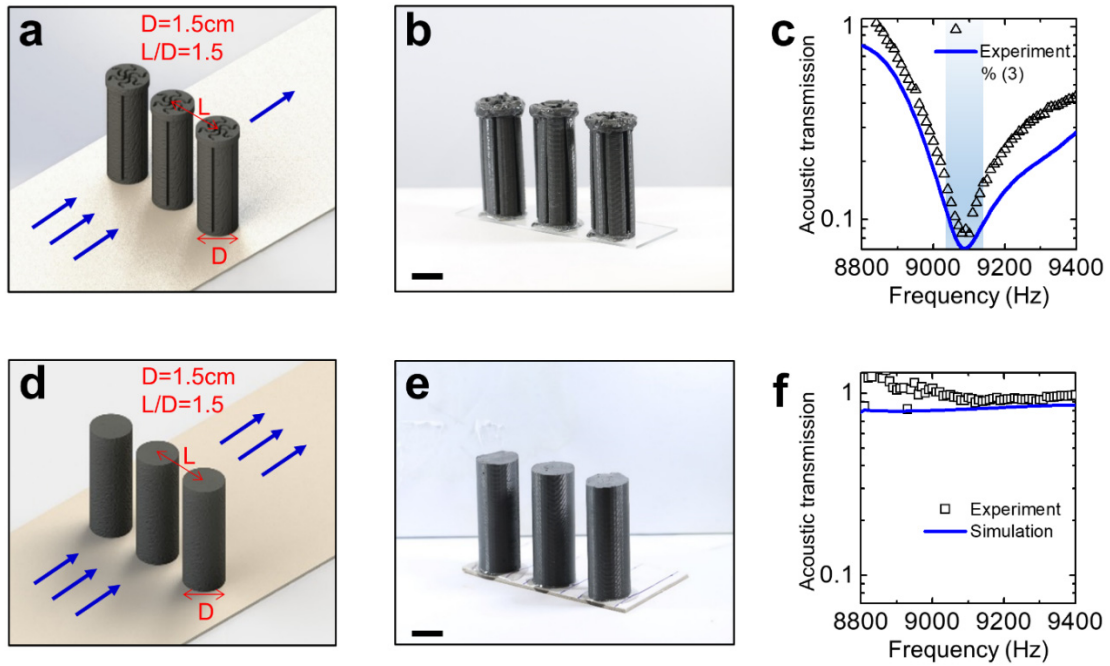 a
D=1.5cm
L/D=1.5
L
D
b
c
Acoustic transmission
1
0.1
Experiment
% (3)
8800 9000 9200 9400
Frequency (Hz)
d
D=1.5cm
L/D=1.5
L
D
e
f
Acoustic transmission
1
0.1
Experiment
Simulation
8800 9000 9200 9400
Frequency (Hz)